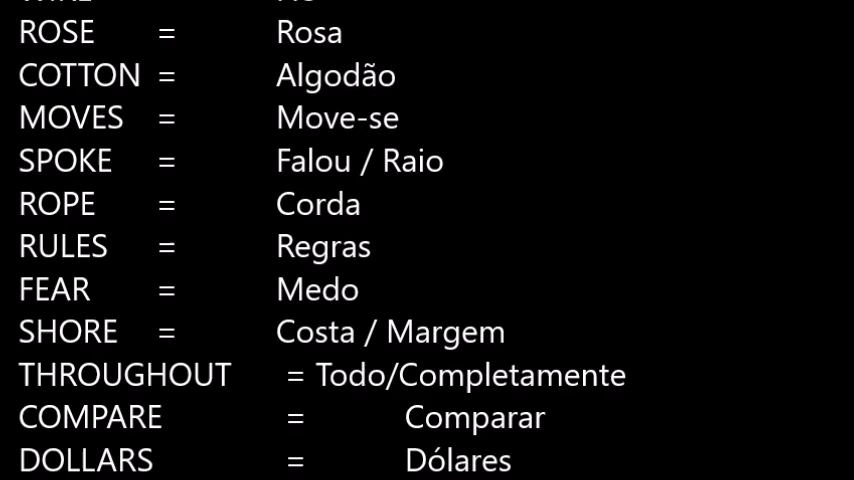 ROSE = Rosa
COTTON = Algodão
MOVES = Move-se
SPOKE = Falou / Raio
ROPE = Corda
RULES = Regras
FEAR = Medo
SHORE = Costa / Margem
THROUGHOUT = Todo/Completamente
COMPARE = Comparar
DOLLARS = Dólares